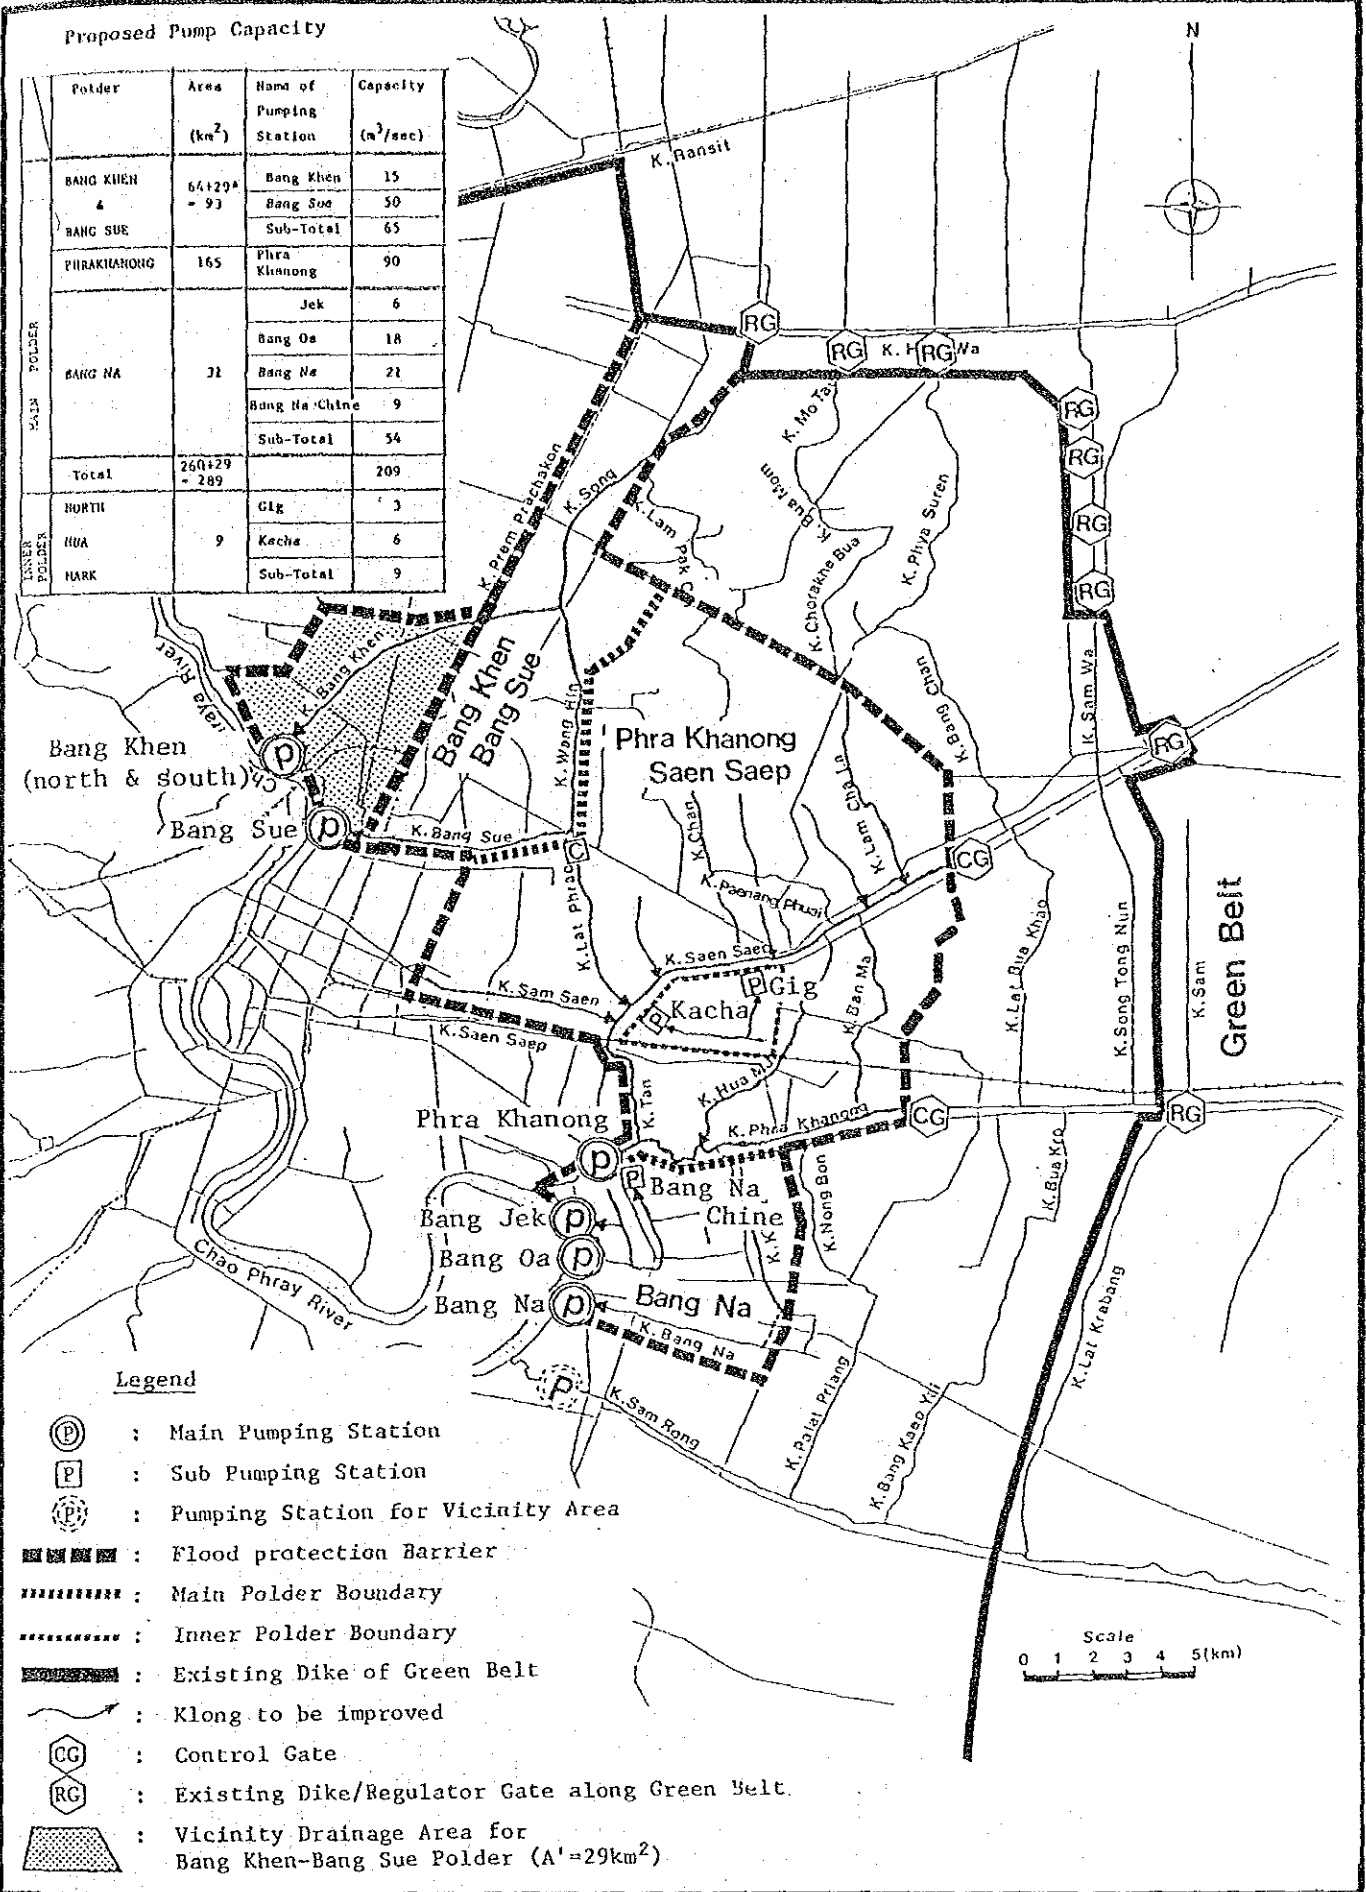 Proposed Pump Capacity
Polder Area (km²) Name of Pumping Station Capacity (m³/sec)
MAIN POLDER
BANG KHEN & BANG SUE 64+29* = 93 Bang Khen 15
Bang Sue 50
Sub-Total 65
PHRAKHANONG 165 Phra Khanong 90
BANG NA 31 Jek 6
Bang Oa 18
Bang Na 21
Bang Na Chine 9
Sub-Total 54
Total 260+29 = 289 209
INNER POLDER
NORTH HUA MARK 9 Gig 3
Kacha 6
Sub-Total 9
N
K. Ransit
RG
RG
K. H
RG
Na
RG
RG
RG
RG
K. Mo Ta
K. Bua Mom
K. Phya Suren
K. Chorakhe Bua
K. Song
K. Lam Pak C
K. Prem Prachakon
K. Bang Khen
Bang Khen
Bang Sue
K. Wang Hin
Phra Khanong
Saen Saep
K. Bang Chan
K. Sam Wa
RG
Bang Khen
(north & south)
P
Bang Sue
P
K. Bang Sue
C
K. Chan
K. Lam Cha La
CG
K. Paenang Phuai
K. Lat Phrao
K. Saen Saep
K. Lat Bua Khao
K. Song Tong Nun
K. Sam
Green Belt
K. Sam Saen
P
Gig
Kacha
P
K. Ban Ma
K. Saen Saep
K. Tan
K. Hua M
Phra Khanong
P
K. Phra Khanong
CG
RG
P
Bang Na
Chine
K. K
K. Nong Bon
K. Bua Kro
Bang Jek
P
Bang Oa
P
Bang Na
P
Bang Na
K. Bang Na
Chao Phray River
K. Lat Krabang
P
K. Sam Rong
K. Palat Priang
K. Bang Kaeo Yai
Legend
P : Main Pumping Station
P : Sub Pumping Station
P : Pumping Station for Vicinity Area
: Flood protection Barrier
: Main Polder Boundary
: Inner Polder Boundary
: Existing Dike of Green Belt
: Klong to be improved
CG : Control Gate
RG : Existing Dike/Regulator Gate along Green Belt.
: Vicinity Drainage Area for
Bang Khen-Bang Sue Polder (A'=29km²)
Scale
0 1 2 3 4 5(km)